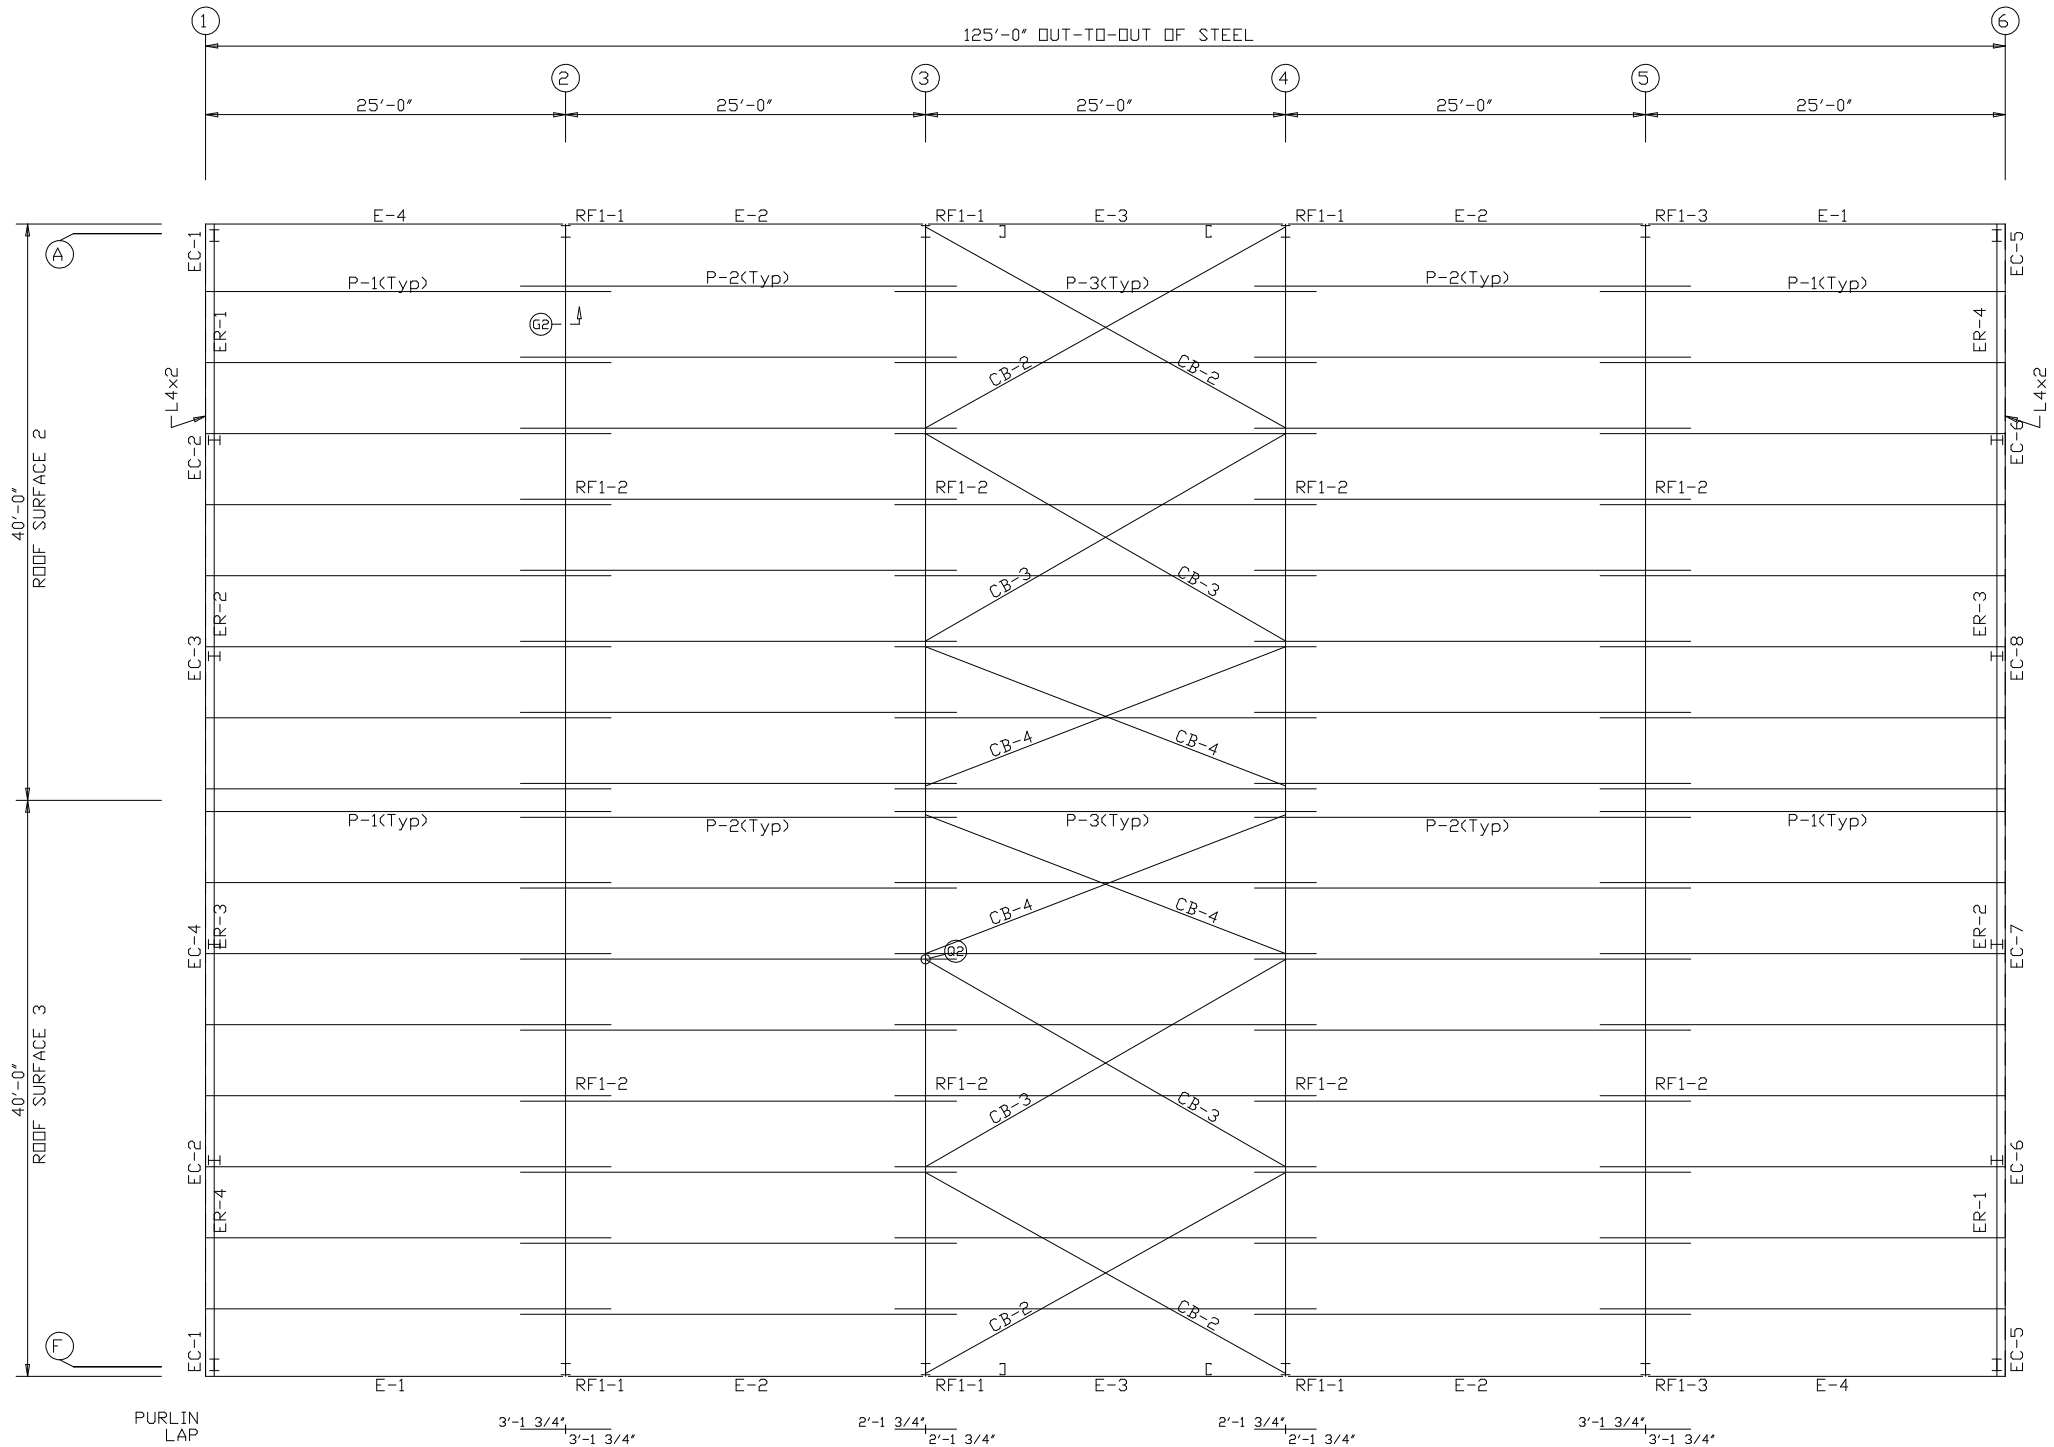 1
6
125'-0" OUT-TO-OUT OF STEEL
2
3
4
5
25'-0"
25'-0"
25'-0"
25'-0"
25'-0"
E-4
RF1-1
E-2
RF1-1
E-3
RF1-1
E-2
RF1-3
E-1
A
EC-1
EC-5
P-1(Typ)
P-2(Typ)
P-3(Typ)
P-2(Typ)
P-1(Typ)
ER-1
G2
ER-4
L4x2
CB-2
CB-2
L4x2
EC-2
EC-6
40'-0"
ROOF SURFACE 2
RF1-2
RF1-2
RF1-2
RF1-2
CB-3
CB-3
ER-2
ER-3
EC-3
EC-8
CB-4
CB-4
P-1(Typ)
P-2(Typ)
P-3(Typ)
P-2(Typ)
P-1(Typ)
CB-4
CB-4
EC-4
ER-3
Q2
ER-2
EC-7
40'-0"
ROOF SURFACE 3
RF1-2
RF1-2
RF1-2
RF1-2
CB-3
CB-3
EC-2
EC-6
ER-4
ER-1
CB-2
CB-2
F
EC-1
EC-5
E-1
RF1-1
E-2
RF1-1
E-3
RF1-1
E-2
RF1-3
E-4
PURLIN
LAP
3'-1 3/4"
3'-1 3/4"
2'-1 3/4"
2'-1 3/4"
2'-1 3/4"
2'-1 3/4"
3'-1 3/4"
3'-1 3/4"